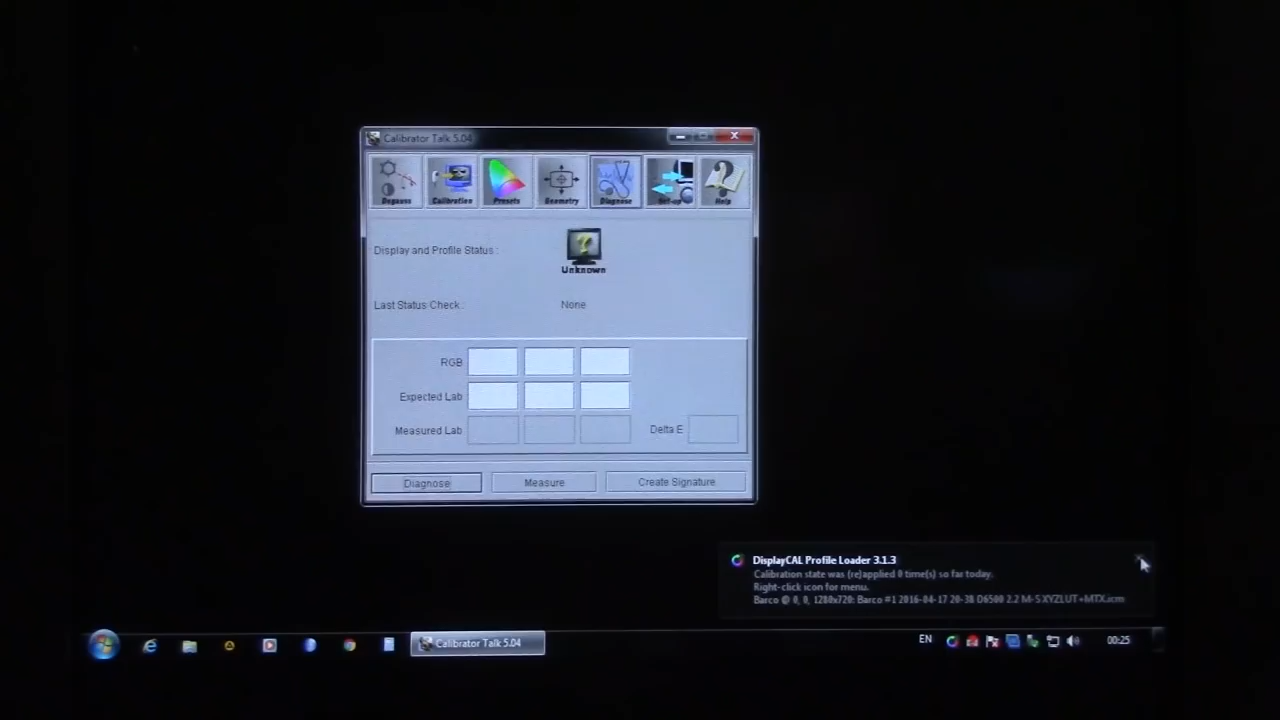 Calibrator Talk 5.04
Degauss Calibration Presets Geometry Diagnose Set-up Help
Display and Profile Status :
Unknown
Last Status Check : None
RGB
Expected Lab
Measured Lab Delta E
Diagnose Measure Create Signature
DisplayCAL Profile Loader 3.1.3
Calibration state was (re)applied 0 time(s) so far today.
Right-click icon for menu.
Barco @ 0, 0, 1280x720: Barco #1 2016-04-17 20-38 D6500 2.2 M-S XYZLUT+MTX.icm
Calibrator Talk 5.04 EN 00:25